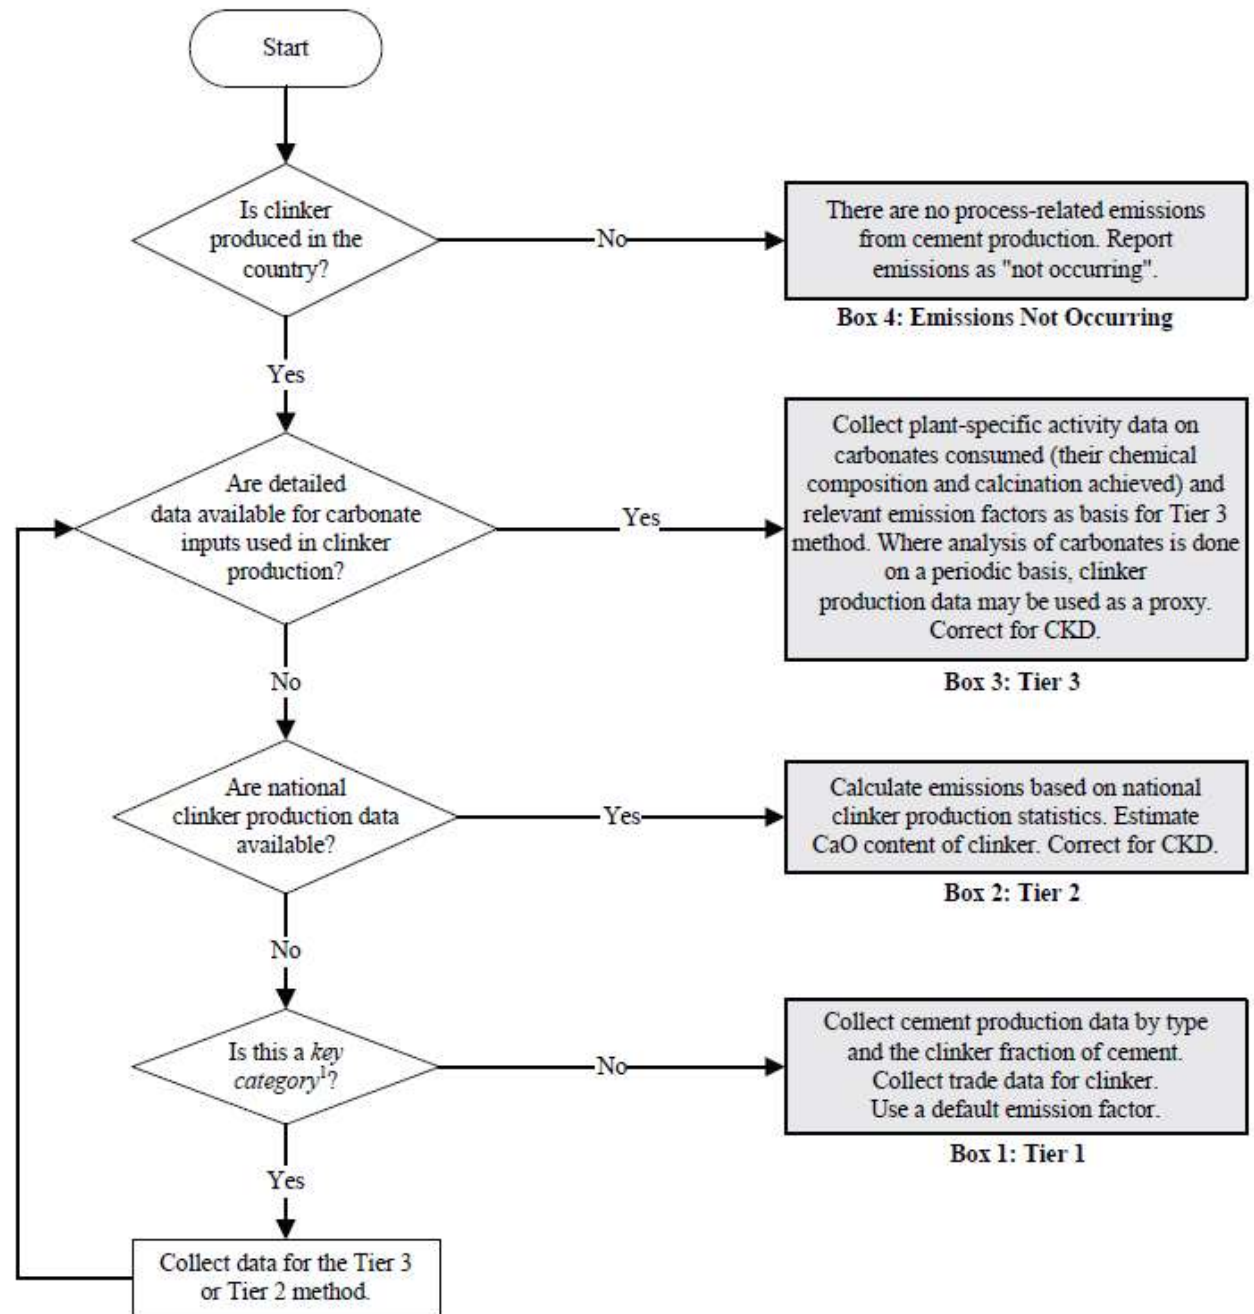 Start
Is clinker
produced in the
country?
No
There are no process-related emissions
from cement production. Report
emissions as "not occurring".
Box 4: Emissions Not Occurring
Yes
Are detailed
data available for carbonate
inputs used in clinker
production?
Yes
Collect plant-specific activity data on
carbonates consumed (their chemical
composition and calcination achieved) and
relevant emission factors as basis for Tier 3
method. Where analysis of carbonates is done
on a periodic basis, clinker
production data may be used as a proxy.
Correct for CKD.
Box 3: Tier 3
No
Are national
clinker production data
available?
Yes
Calculate emissions based on national
clinker production statistics. Estimate
CaO content of clinker. Correct for CKD.
Box 2: Tier 2
No
Is this a key
category¹?
No
Collect cement production data by type
and the clinker fraction of cement.
Collect trade data for clinker.
Use a default emission factor.
Box 1: Tier 1
Yes
Collect data for the Tier 3
or Tier 2 method.